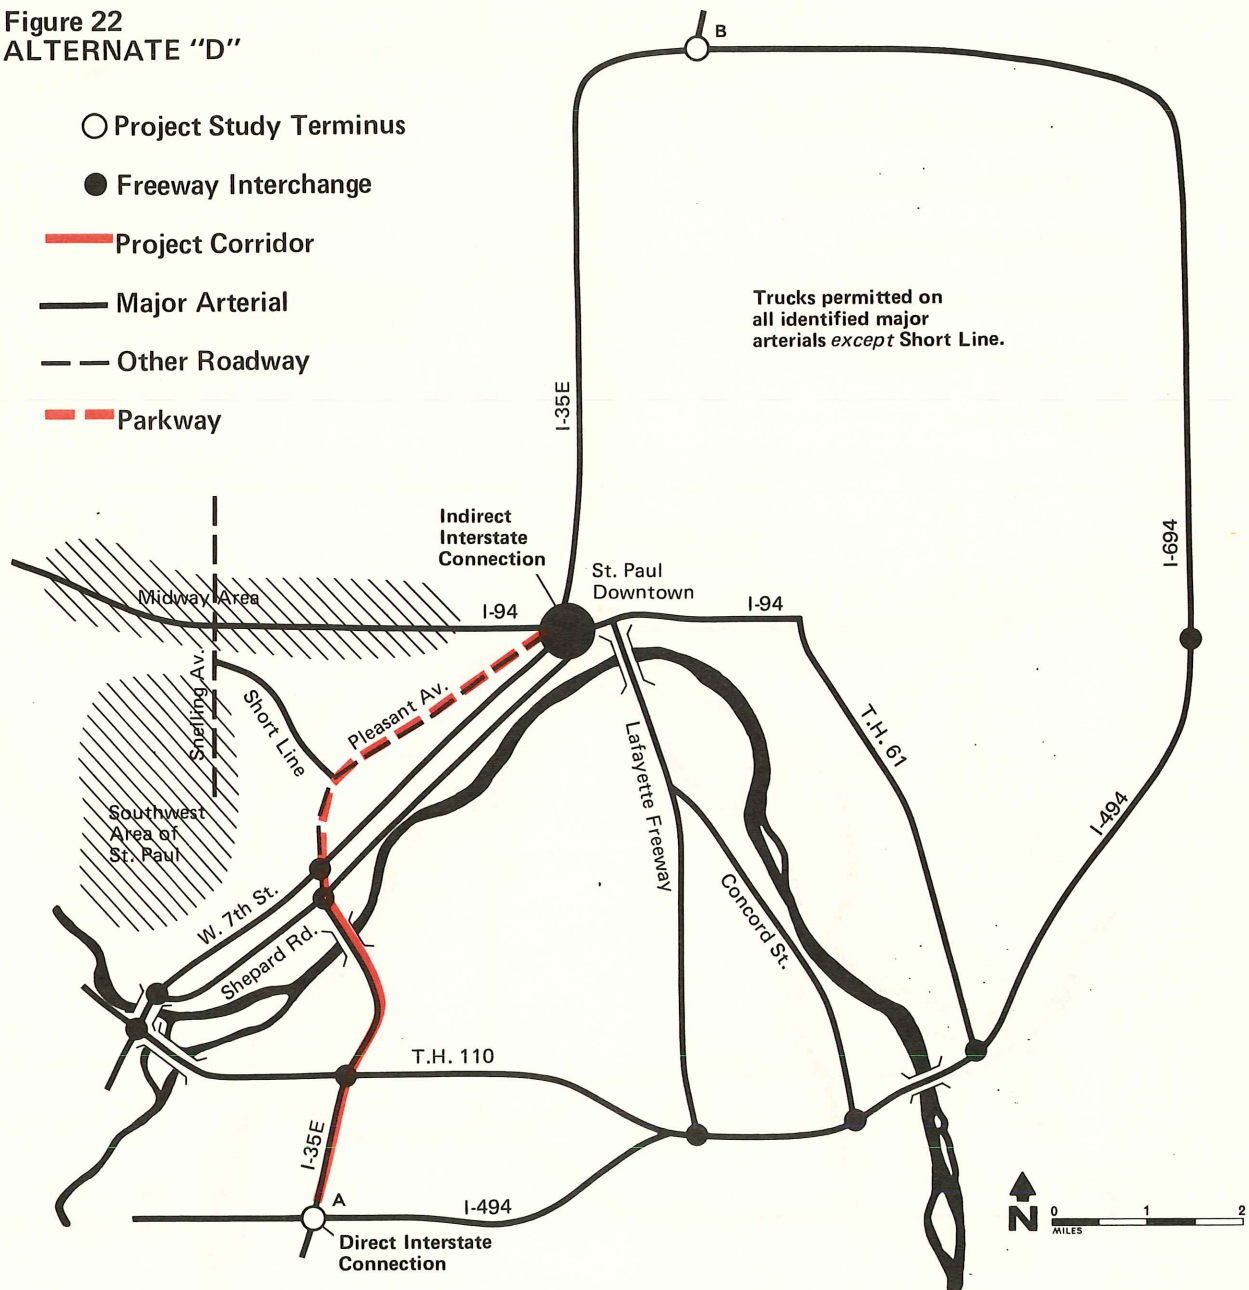 Figure 22
ALTERNATE "D"
Project Study Terminus
Freeway Interchange
Project Corridor
Major Arterial
Other Roadway
Parkway
B
Trucks permitted on
all identified major
arterials except Short Line.
I-35E
I-694
Indirect
Interstate
Connection
St. Paul
Downtown
Midway Area
I-94
I-94
Snelling Av.
Short Line
Pleasant Av.
Lafayette Freeway
T.H. 61
I-494
Southwest
Area of
St. Paul
W. 7th St.
Shepard Rd.
Concord St.
T.H. 110
I-35E
A
I-494
Direct Interstate
Connection
N
0 1 2
MILES